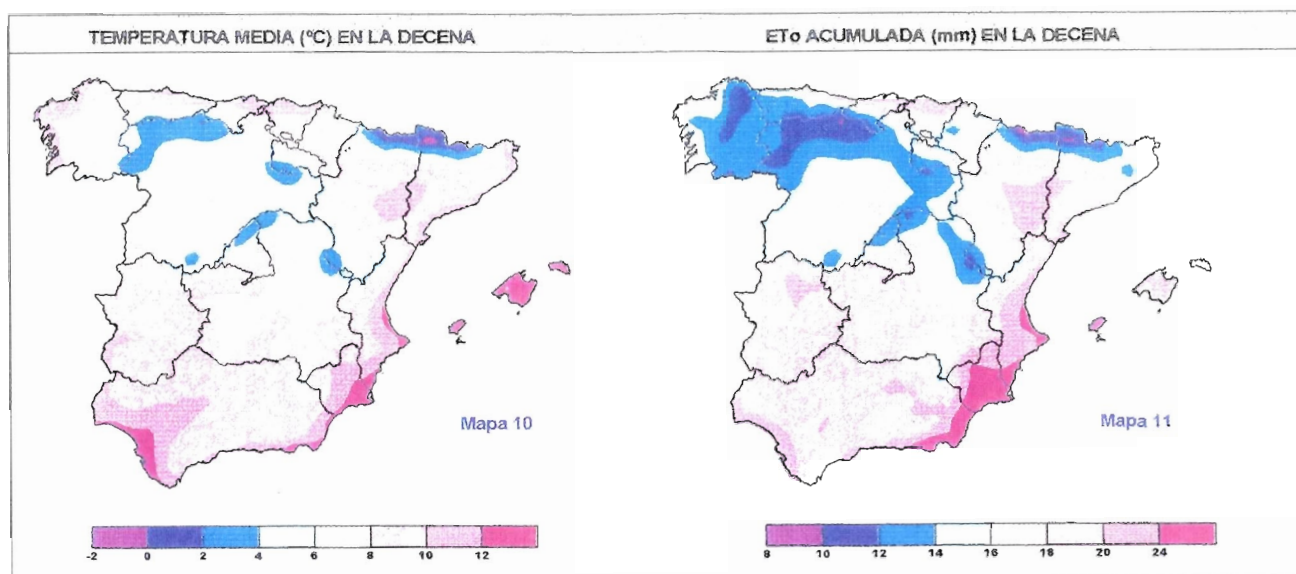 TEMPERATURA MEDIA (ºC) EN LA DECENA
ETo ACUMULADA (mm) EN LA DECENA
Mapa 10
Mapa 11
-2 0 2 4 6 8 10 12
8 10 12 14 16 18 20 24